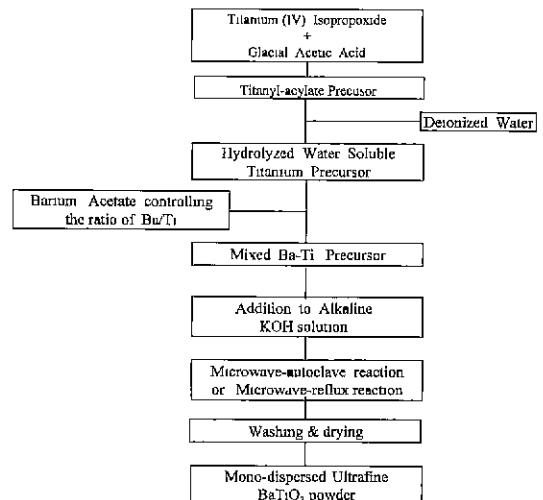 Titanium (IV) Isopropoxide
+
Glacial Acetic Acid
Titanyl-acylate Precusor
Deionized Water
Hydrolyzed Water Soluble
Titanium Precursor
Barium Acetate controlling
the ratio of Ba/Ti
Mixed Ba-Ti Precursor
Addition to Alkaline
KOH solution
Microwave-autoclave reaction
or Microwave-reflux reaction
Washing & drying
Mono-dispersed Ultrafine
BaTiO3 powder